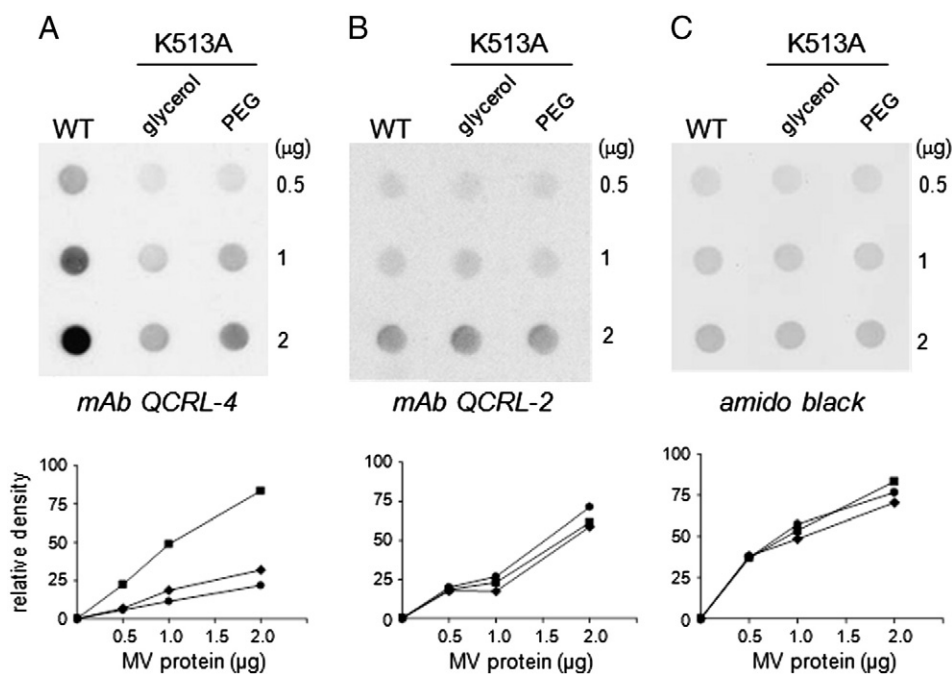 A
K513A
WT
glycerol
PEG
(µg)
0.5
1
2
mAb QCRL-4
B
K513A
WT
glycerol
PEG
(µg)
0.5
1
2
mAb QCRL-2
C
K513A
WT
glycerol
PEG
(µg)
0.5
1
2
amido black
relative density
100
75
50
25
0
0.5 1.0 1.5 2.0
MV protein (µg)
100
75
50
25
0
0.5 1.0 1.5 2.0
MV protein (µg)
100
75
50
25
0
0.5 1.0 1.5 2.0
MV protein (µg)